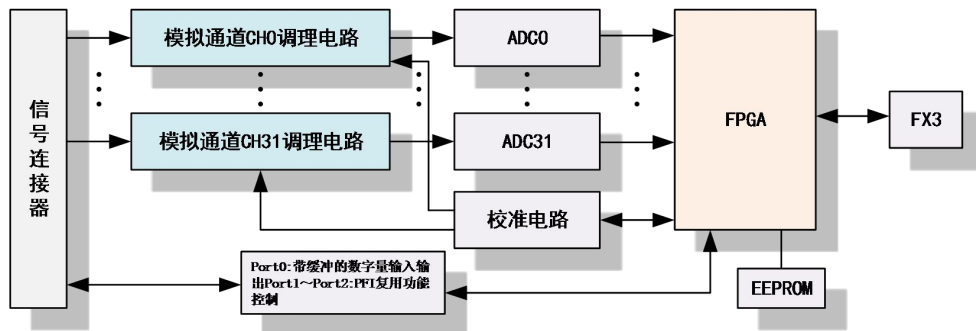 信号连接器
模拟通道CH0调理电路
ADC0
模拟通道CH31调理电路
ADC31
校准电路
FPGA
FX3
Port0:带缓冲的数字量输入输
出Port1～Port2:PFI复用功能
控制
EEPROM